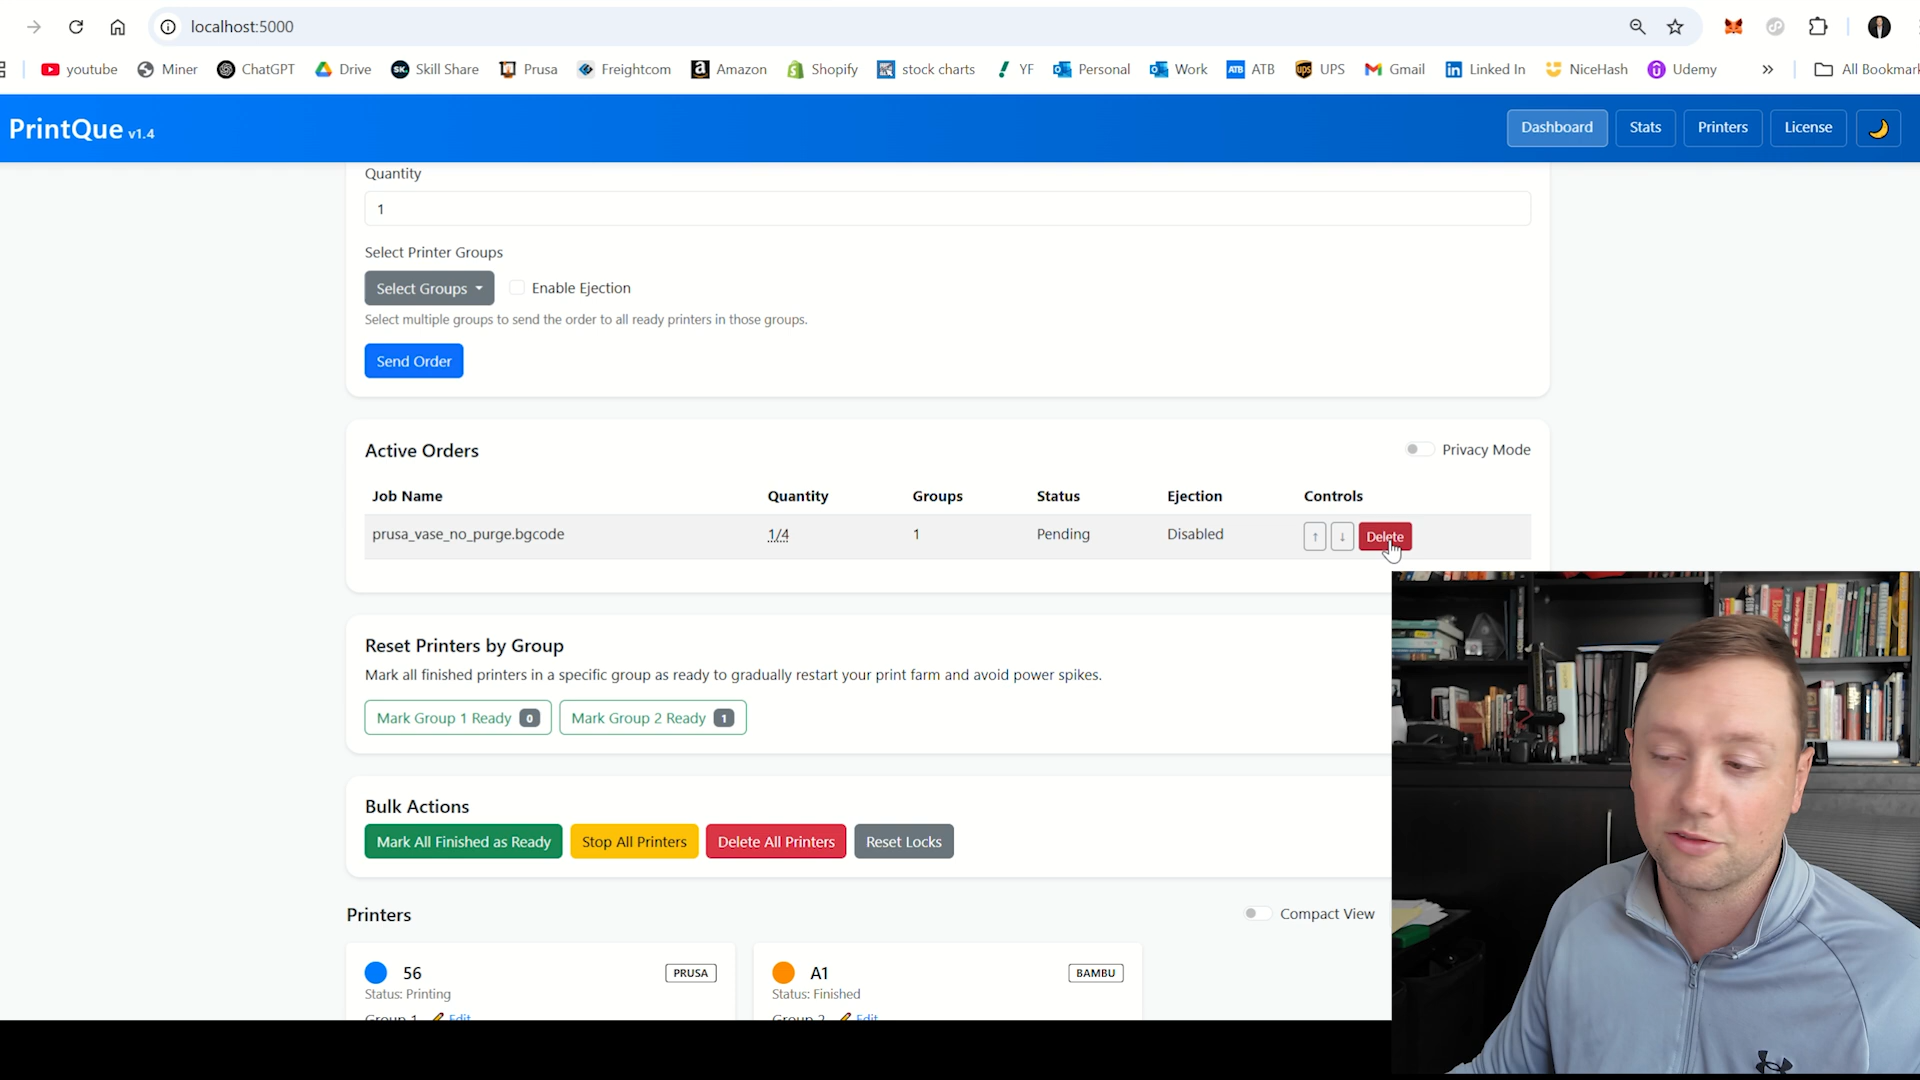 localhost:5000
youtube Miner ChatGPT Drive Skill Share Prusa Freightcom Amazon Shopify stock charts YF Personal Work ATB UPS Gmail Linked In NiceHash Udemy » All Bookmark
PrintQue v1.4 Dashboard Stats Printers License
Quantity
1
Select Printer Groups
Select Groups Enable Ejection
Select multiple groups to send the order to all ready printers in those groups.
Send Order
Active Orders Privacy Mode
Job Name Quantity Groups Status Ejection Controls
prusa_vase_no_purge.bgcode 1/4 1 Pending Disabled ↑ ↓ Delete
Reset Printers by Group
Mark all finished printers in a specific group as ready to gradually restart your print farm and avoid power spikes.
Mark Group 1 Ready 0 Mark Group 2 Ready 1
Bulk Actions
Mark All Finished as Ready Stop All Printers Delete All Printers Reset Locks
Printers Compact View
56 PRUSA A1 BAMBU
Status: Printing Status: Finished
Group 1 Edit Group 2 Edit